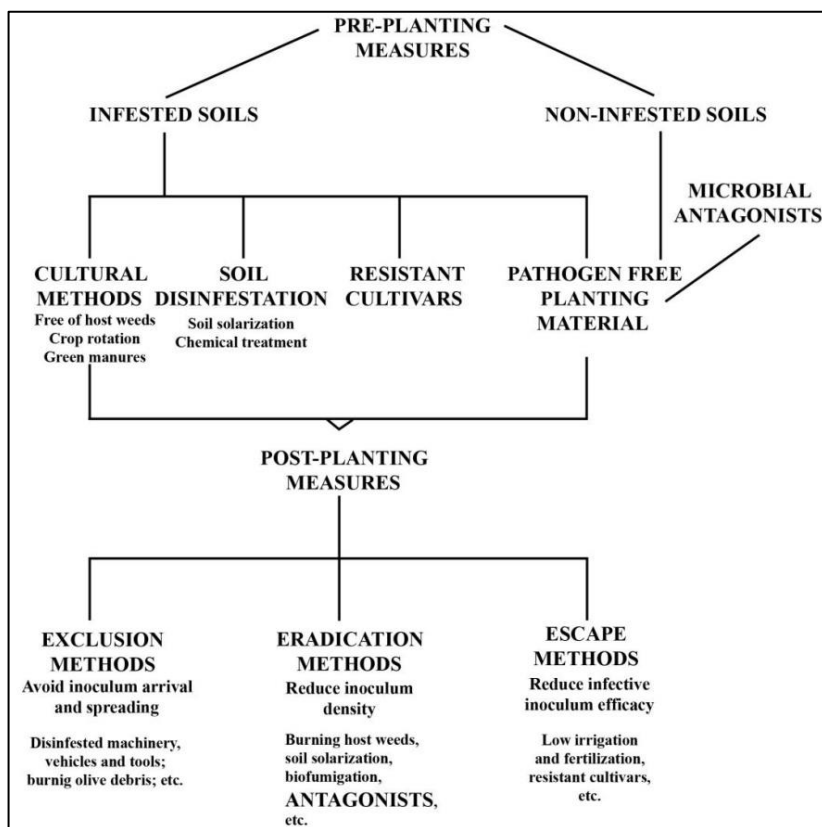 PRE-PLANTING
MEASURES
INFESTED SOILS
NON-INFESTED SOILS
MICROBIAL
ANTAGONISTS
CULTURAL
METHODS
Free of host weeds
Crop rotation
Green manures
SOIL
DISINFESTATION
Soil solarization
Chemical treatment
RESISTANT
CULTIVARS
PATHOGEN FREE
PLANTING
MATERIAL
POST-PLANTING
MEASURES
EXCLUSION
METHODS
Avoid inoculum arrival
and spreading
Disinfested machinery,
vehicles and tools;
burnig olive debris; etc.
ERADICATION
METHODS
Reduce inoculum
density
Burning host weeds,
soil solarization,
biofumigation,
ANTAGONISTS,
etc.
ESCAPE
METHODS
Reduce infective
inoculum efficacy
Low irrigation
and fertilization,
resistant cultivars,
etc.